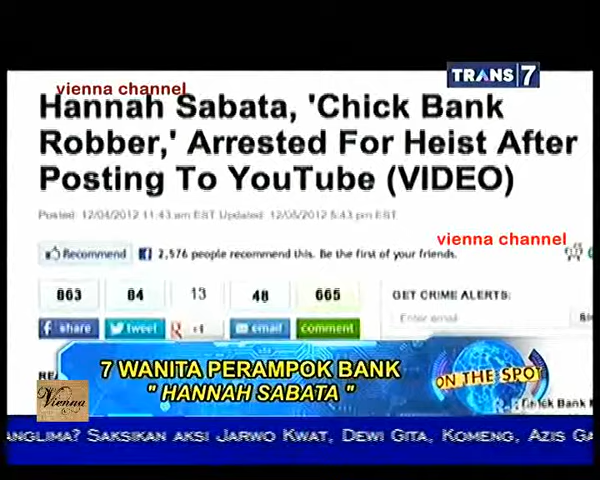 vienna channel
TRANS 7
Hannah Sabata, 'Chick Bank
Robber,' Arrested For Heist After
Posting To YouTube (VIDEO)
Posted: 12/04/2012 11:43 am EST Updated: 12/05/2012 5:43 pm EST
vienna channel
Recommend 2,576 people recommend this. Be the first of your friends.
863 84 13 48 665
GET CRIME ALERTS:
Enter email
share tweet +1 email comment
7 WANITA PERAMPOK BANK
" HANNAH SABATA "
ON THE SPOT
Vienna
Chick Bank
ANGLIMA? SAKSIKAN AKSI JARWO KWAT, DEWI GITA, KOMENG, AZIS GA